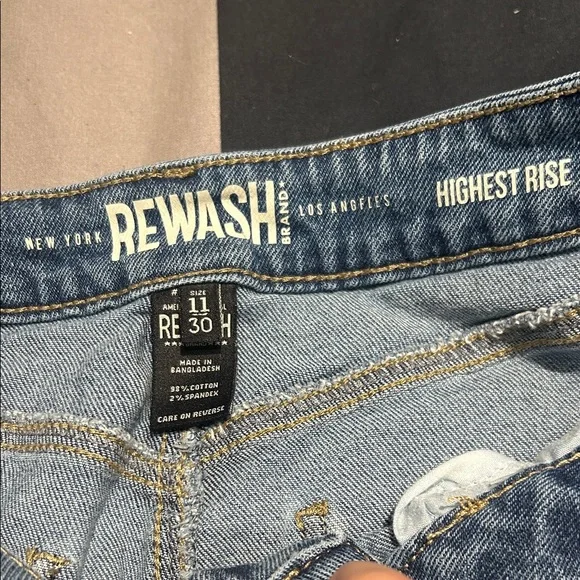 NEW YORK REWASH BRAND LOS ANGELES HIGHEST RISE
SIZE
11
30
MADE IN
BANGLADESH
98% COTTON
2% SPANDEX
CARE ON REVERSE